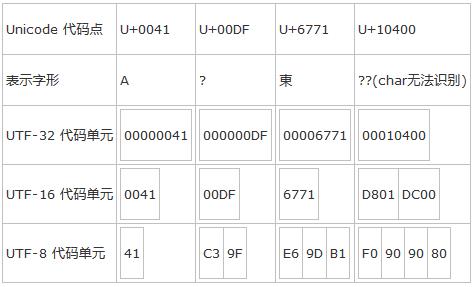 Unicode 代码点 U+0041 U+00DF U+6771 U+10400
表示字形 A ? 東 ??(char无法识别)
UTF-32 代码单元 00000041 000000DF 00006771 00010400
UTF-16 代码单元 0041 00DF 6771 D801 DC00
UTF-8 代码单元 41 C3 9F E6 9D B1 F0 90 90 80